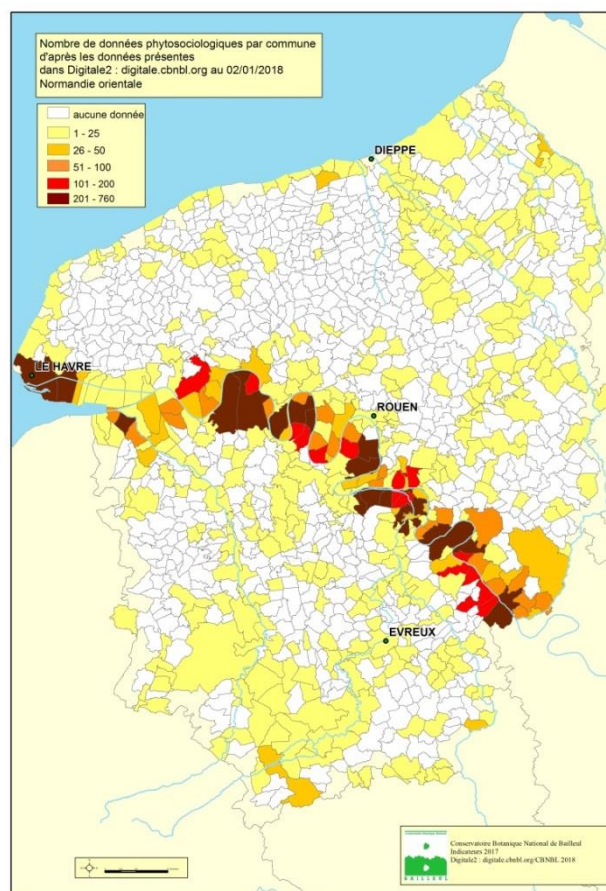 Nombre de données phytosociologiques par commune
d'après les données présentes
dans Digitale2 : digitale.cbnbl.org au 02/01/2018
Normandie orientale
aucune donnée
1 - 25
26 - 50
51 - 100
101 - 200
201 - 760
DIEPPE
LE HAVRE
ROUEN
EVREUX
Conservatoire Botanique National de Bailleul
Indicateurs 2017
Digitale2 : digitale.cbnbl.org/CBNBL 2018
BAILLEUL